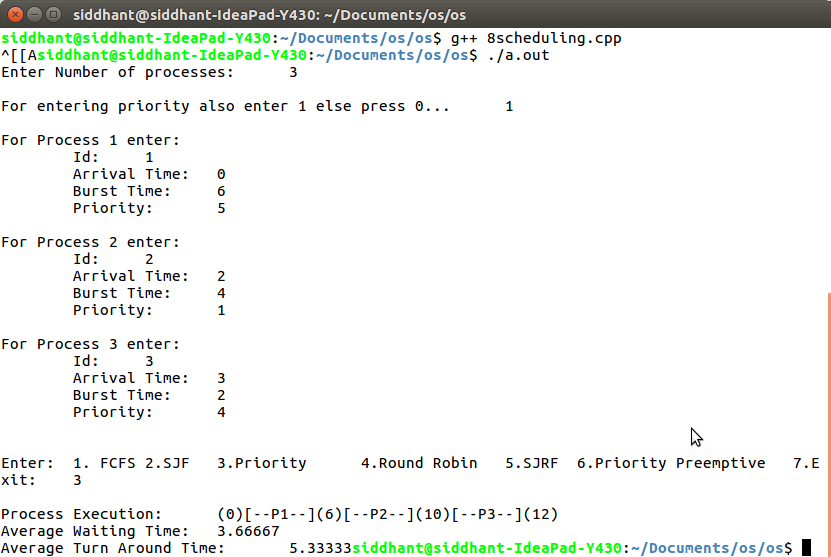 siddhant@siddhant-IdeaPad-Y430: ~/Documents/os/os
siddhant@siddhant-IdeaPad-Y430:~/Documents/os/os$ g++ 8scheduling.cpp
^[[Asiddhant@siddhant-IdeaPad-Y430:~/Documents/os/os$ ./a.out
Enter Number of processes:      3
For entering priority also enter 1 else press 0...      1
For Process 1 enter:
        Id:     1
        Arrival Time:   0
        Burst Time:     6
        Priority:       5
For Process 2 enter:
        Id:     2
        Arrival Time:   2
        Burst Time:     4
        Priority:       1
For Process 3 enter:
        Id:     3
        Arrival Time:   3
        Burst Time:     2
        Priority:       4
Enter:  1. FCFS 2.SJF   3.Priority      4.Round Robin   5.SJRF  6.Priority Preemptive   7.E
xit:    3
Process Execution:      (0)[--P1--](6)[--P2--](10)[--P3--](12)
Average Waiting Time:   3.66667
Average Turn Around Time:       5.33333siddhant@siddhant-IdeaPad-Y430:~/Documents/os/os$